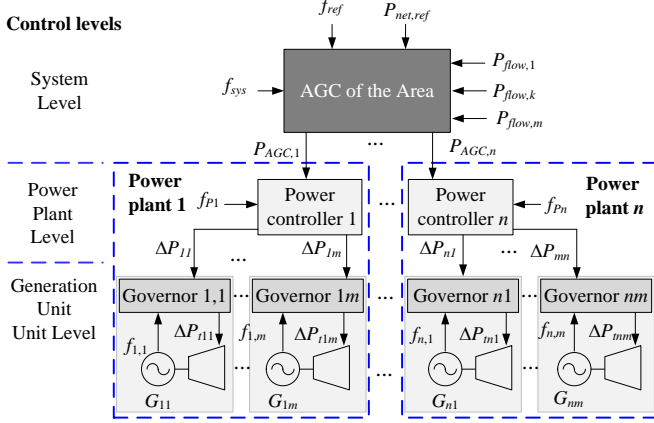 Control levels
f_ref
P_net,ref
System
Level
f_sys
AGC of the Area
P_flow,1
P_flow,k
P_flow,m
P_AGC,1
...
P_AGC,n
Power
Plant
Level
Power
plant 1
f_P1
Power
controller 1
...
Power
controller n
f_Pn
Power
plant n
ΔP_11
...
ΔP_1m
ΔP_n1
...
ΔP_mn
Generation
Unit
Unit Level
Governor 1,1
...
Governor 1m
...
Governor n1
...
Governor nm
f_1,1
ΔP_t11
f_1,m
ΔP_t1m
f_n,1
ΔP_tn1
f_n,m
ΔP_tnm
...
...
...
G_11
G_1m
G_n1
G_nm